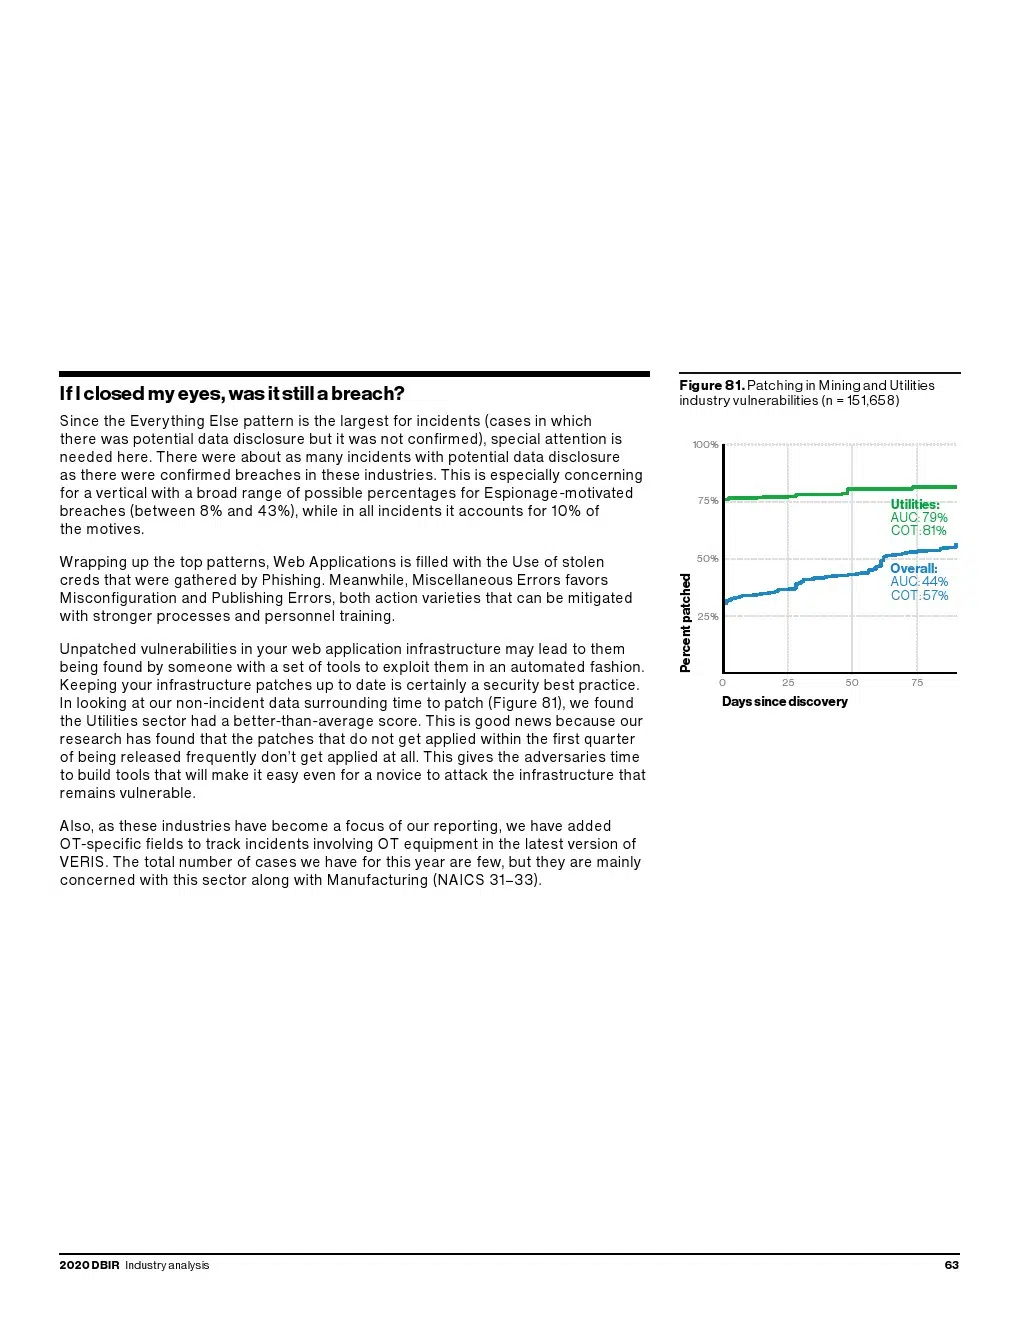 If I closed my eyes, was it still a breach?
Since the Everything Else pattern is the largest for incidents (cases in which
there was potential data disclosure but it was not confirmed), special attention is
needed here. There were about as many incidents with potential data disclosure
as there were confirmed breaches in these industries. This is especially concerning
for a vertical with a broad range of possible percentages for Espionage-motivated
breaches (between 8% and 43%), while in all incidents it accounts for 10% of
the motives.
Wrapping up the top patterns, Web Applications is filled with the Use of stolen
creds that were gathered by Phishing. Meanwhile, Miscellaneous Errors favors
Misconfiguration and Publishing Errors, both action varieties that can be mitigated
with stronger processes and personnel training.
Unpatched vulnerabilities in your web application infrastructure may lead to them
being found by someone with a set of tools to exploit them in an automated fashion.
Keeping your infrastructure patches up to date is certainly a security best practice.
In looking at our non-incident data surrounding time to patch (Figure 81), we found
the Utilities sector had a better-than-average score. This is good news because our
research has found that the patches that do not get applied within the first quarter
of being released frequently don’t get applied at all. This gives the adversaries time
to build tools that will make it easy even for a novice to attack the infrastructure that
remains vulnerable.
Also, as these industries have become a focus of our reporting, we have added
OT-specific fields to track incidents involving OT equipment in the latest version of
VERIS. The total number of cases we have for this year are few, but they are mainly
concerned with this sector along with Manufacturing (NAICS 31–33).
Figure 81. Patching in Mining and Utilities
industry vulnerabilities (n = 151,658)
100%
75%
50%
25%
Percent patched
Utilities:
AUC: 79%
COT: 81%
Overall:
AUC: 44%
COT: 57%
0 25 50 75
Days since discovery
2020 DBIR Industry analysis
63